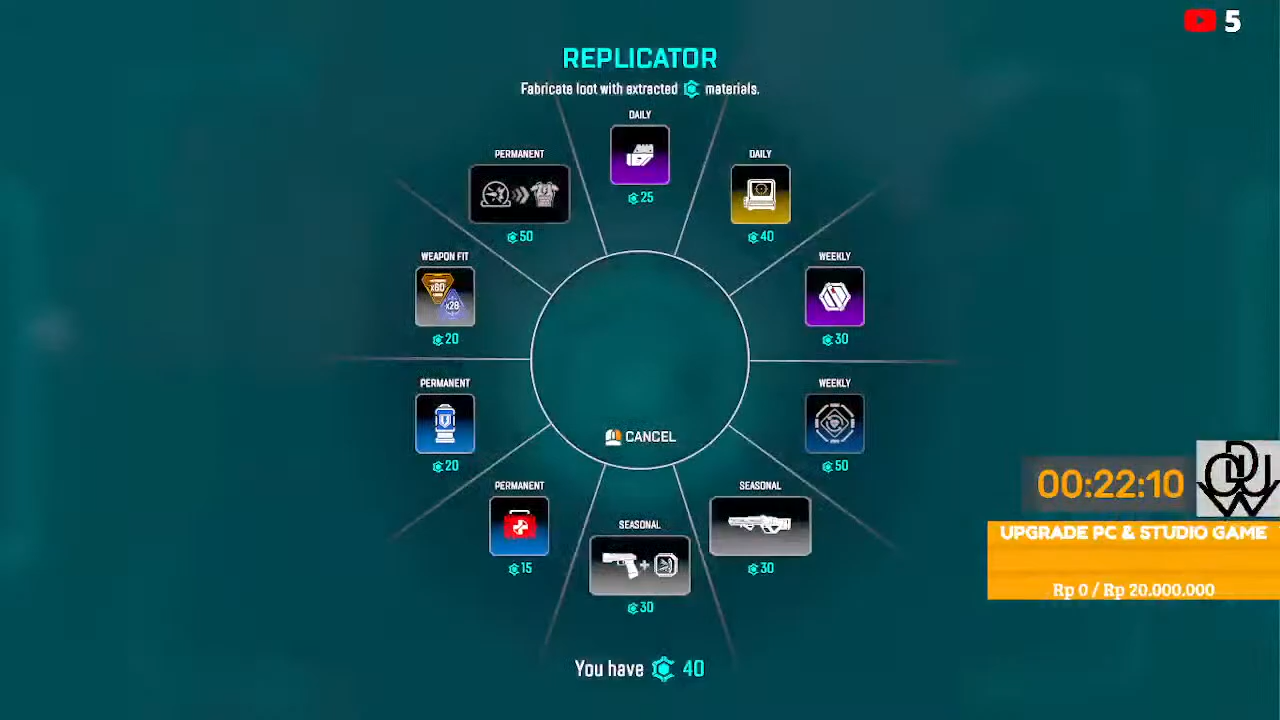 5
REPLICATOR
Fabricate loot with extracted materials.
DAILY
25
PERMANENT
50
DAILY
40
WEAPON FIT
x60
x28
20
WEEKLY
30
PERMANENT
20
WEEKLY
50
CANCEL
PERMANENT
15
SEASONAL
30
SEASONAL
30
You have 40
00:22:10
UPGRADE PC & STUDIO GAME
Rp 0 / Rp 20.000.000